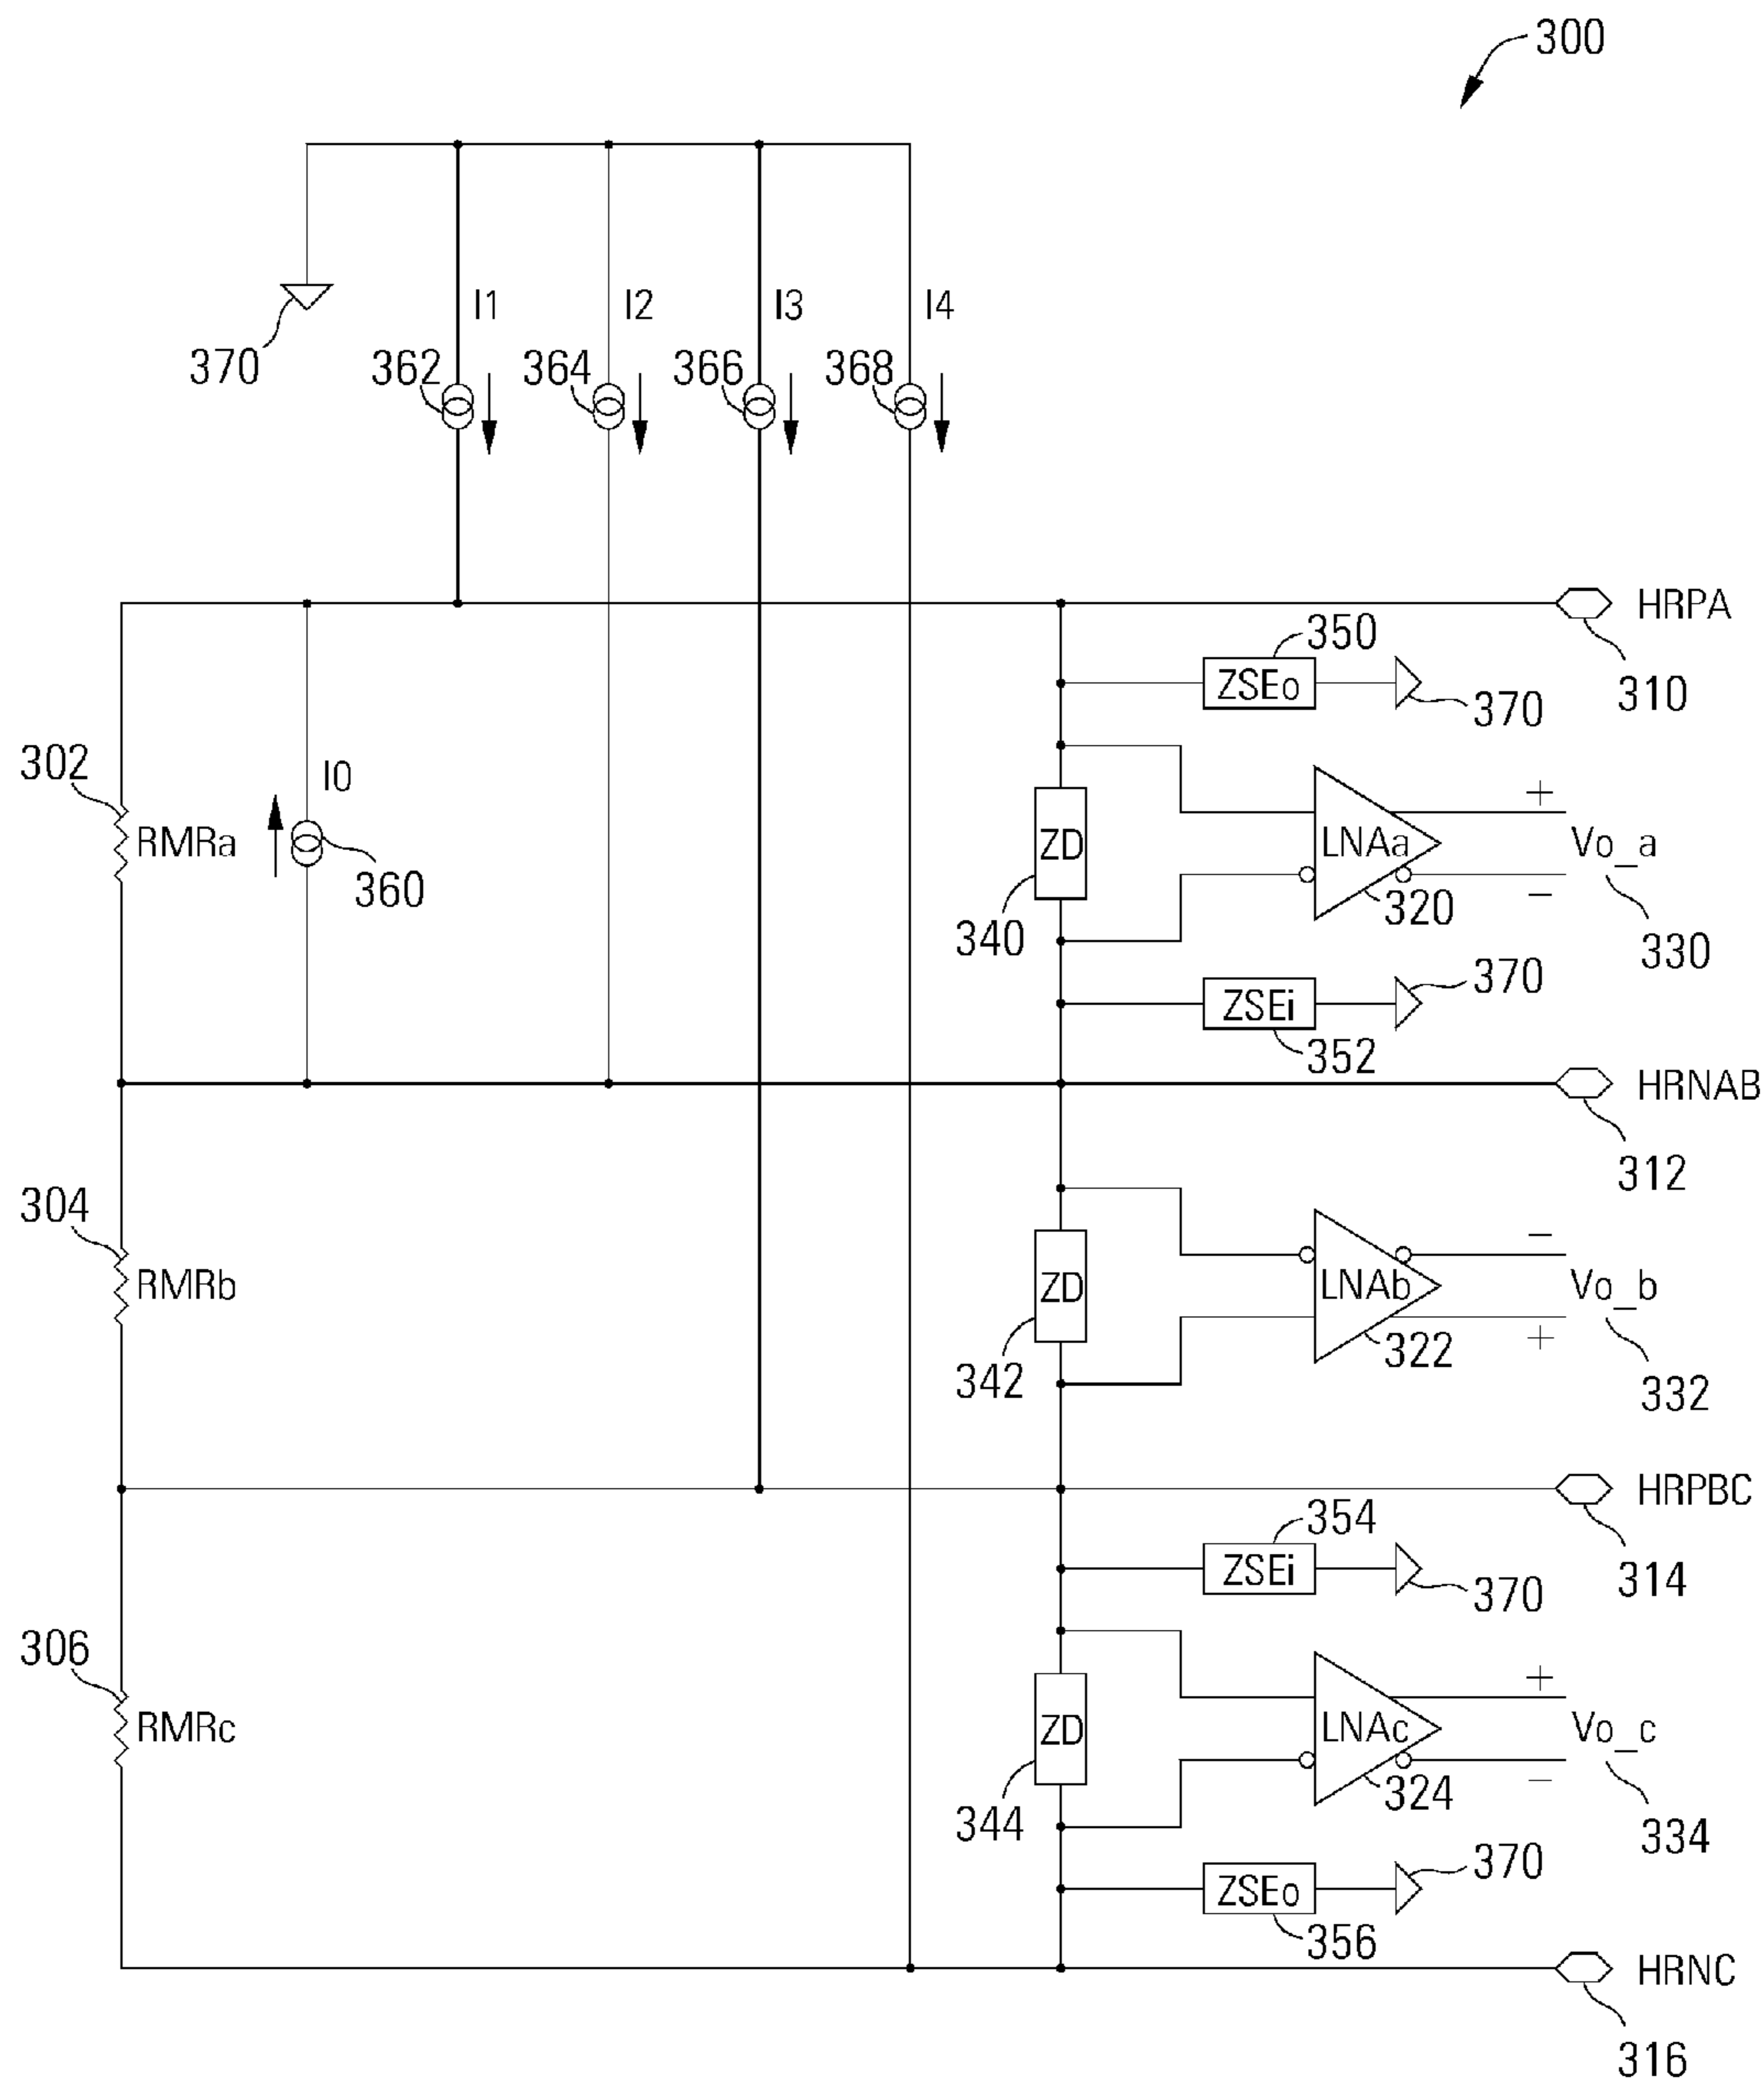 300
I1
I2
I3
I4
370
362
364
366
368
HRPA
350
ZSEo
370
310
302
I0
RMRa
ZD
LNAa
+
Vo_a
−
360
340
320
330
ZSEi
370
352
HRNAB
312
304
RMRb
ZD
LNAb
−
Vo_b
+
342
322
332
HRPBC
354
ZSEi
370
314
306
RMRc
ZD
LNAc
+
Vo_c
−
344
324
334
ZSEo
370
356
HRNC
316